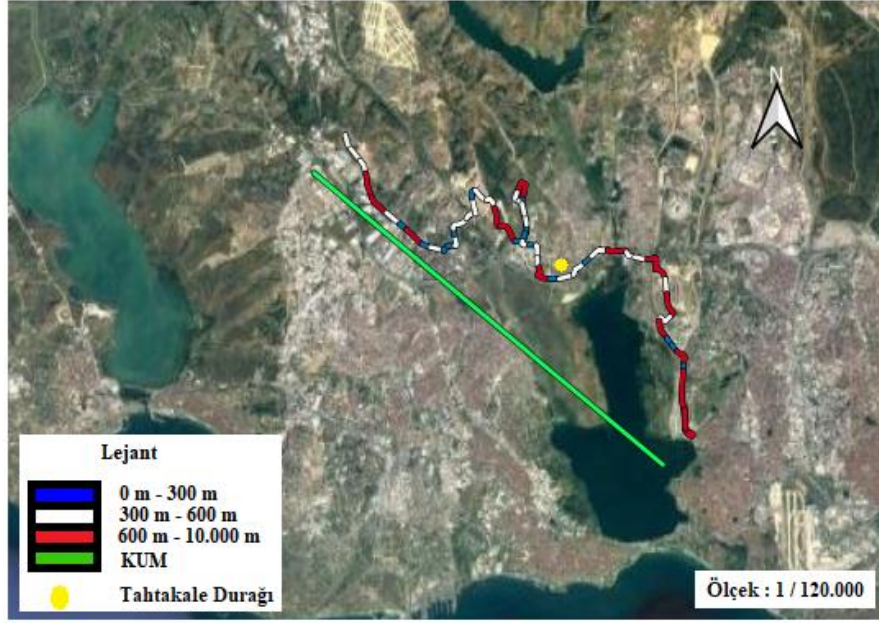 N
Lejant
0 m - 300 m
300 m - 600 m
600 m - 10.000 m
KUM
Tahtakale Durağı
Ölçek : 1 / 120.000